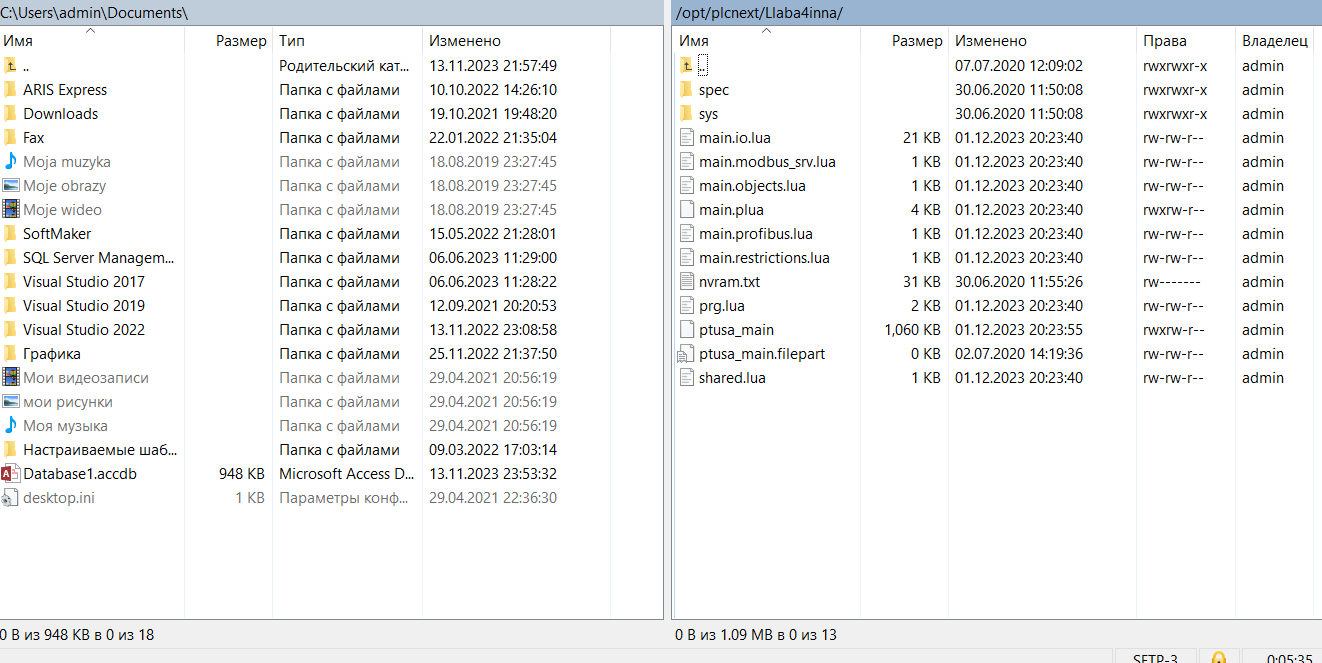 C:\Users\admin\Documents\
Имя Размер Тип Изменено
.. Родительский кат... 13.11.2023 21:57:49
ARIS Express Папка с файлами 10.10.2022 14:26:10
Downloads Папка с файлами 19.10.2021 19:48:20
Fax Папка с файлами 22.01.2022 21:35:04
Moja muzyka Папка с файлами 18.08.2019 23:27:45
Moje obrazy Папка с файлами 18.08.2019 23:27:45
Moje wideo Папка с файлами 18.08.2019 23:27:45
SoftMaker Папка с файлами 15.05.2022 21:28:01
SQL Server Managem... Папка с файлами 06.06.2023 11:29:00
Visual Studio 2017 Папка с файлами 06.06.2023 11:28:22
Visual Studio 2019 Папка с файлами 12.09.2021 20:20:53
Visual Studio 2022 Папка с файлами 13.11.2022 23:08:58
Графика Папка с файлами 25.11.2022 21:37:50
Мои видеозаписи Папка с файлами 29.04.2021 20:56:19
мои рисунки Папка с файлами 29.04.2021 20:56:19
Моя музыка Папка с файлами 29.04.2021 20:56:19
Настраиваемые шаб... Папка с файлами 09.03.2022 17:03:14
Database1.accdb 948 KB Microsoft Access D... 13.11.2023 23:53:32
desktop.ini 1 KB Параметры конф... 29.04.2021 22:36:30
0 B из 948 KB в 0 из 18
/opt/plcnext/Llaba4inna/
Имя Размер Изменено Права Владелец
.. 07.07.2020 12:09:02 rwxrwxr-x admin
spec 30.06.2020 11:50:08 rwxrwxr-x admin
sys 30.06.2020 11:50:08 rwxrwxr-x admin
main.io.lua 21 KB 01.12.2023 20:23:40 rw-rw-r-- admin
main.modbus_srv.lua 1 KB 01.12.2023 20:23:40 rw-rw-r-- admin
main.objects.lua 1 KB 01.12.2023 20:23:40 rw-rw-r-- admin
main.plua 4 KB 01.12.2023 20:23:40 rwxrw-r-- admin
main.profibus.lua 1 KB 01.12.2023 20:23:40 rw-rw-r-- admin
main.restrictions.lua 1 KB 01.12.2023 20:23:40 rw-rw-r-- admin
nvram.txt 31 KB 30.06.2020 11:55:26 rw------- admin
prg.lua 2 KB 01.12.2023 20:23:40 rw-rw-r-- admin
ptusa_main 1,060 KB 01.12.2023 20:23:55 rwxrw-r-- admin
ptusa_main.filepart 0 KB 02.07.2020 14:19:36 rw-rw-r-- admin
shared.lua 1 KB 01.12.2023 20:23:40 rw-rw-r-- admin
0 B из 1.09 MB в 0 из 13
SFTP-3 0:05:35